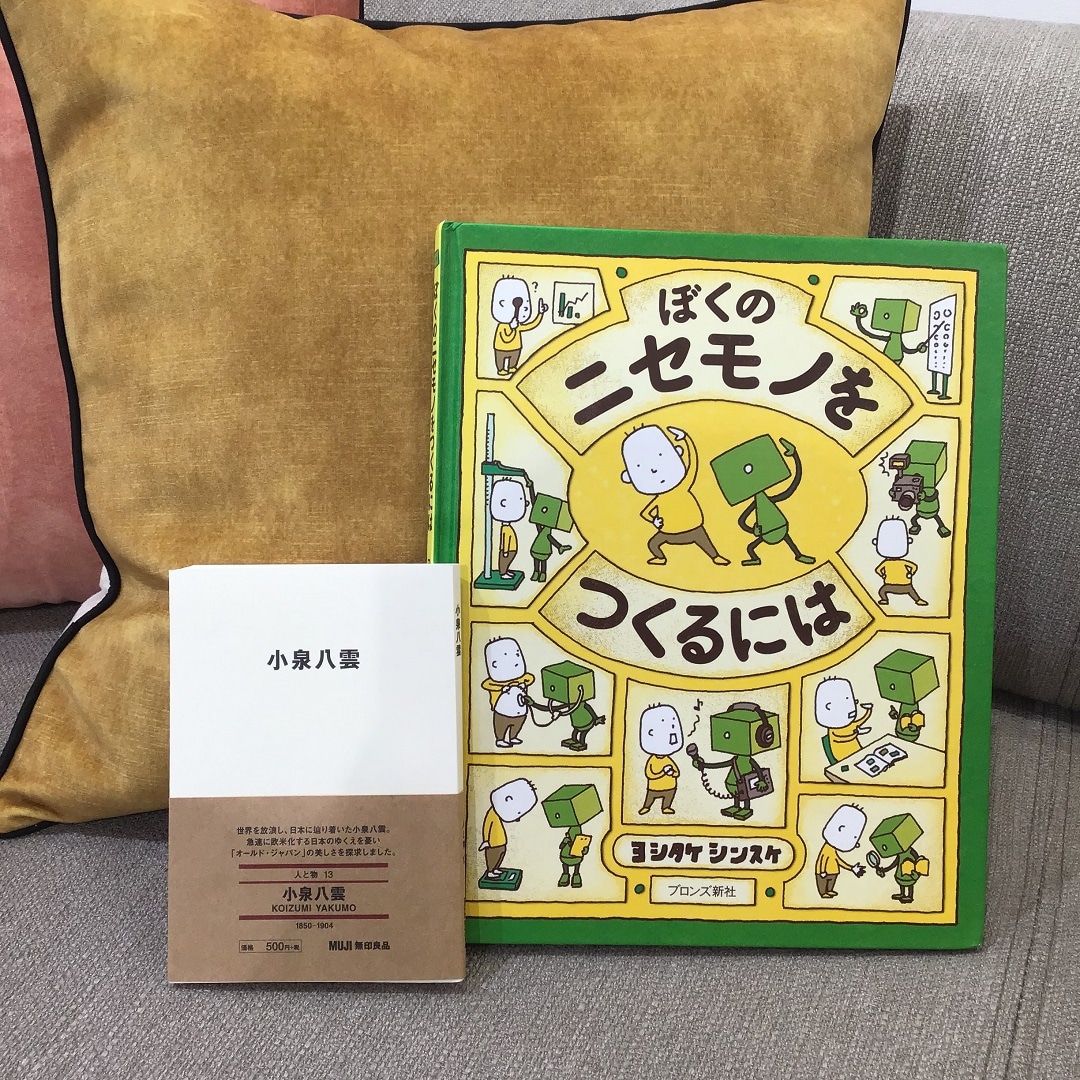 ぼくの
ニセモノを
つくるには
ヨシタケ シンスケ
ブロンズ新社
小泉八雲
小泉八雲
世界を放浪し、日本に辿り着いた小泉八雲。
急速に欧米化する日本のゆくえを憂い
「オールド・ジャパン」の美しさを探求しました。
人と物 13
小泉八雲
KOIZUMI YAKUMO
1850-1904
価格 500円+税
MUJI 無印良品